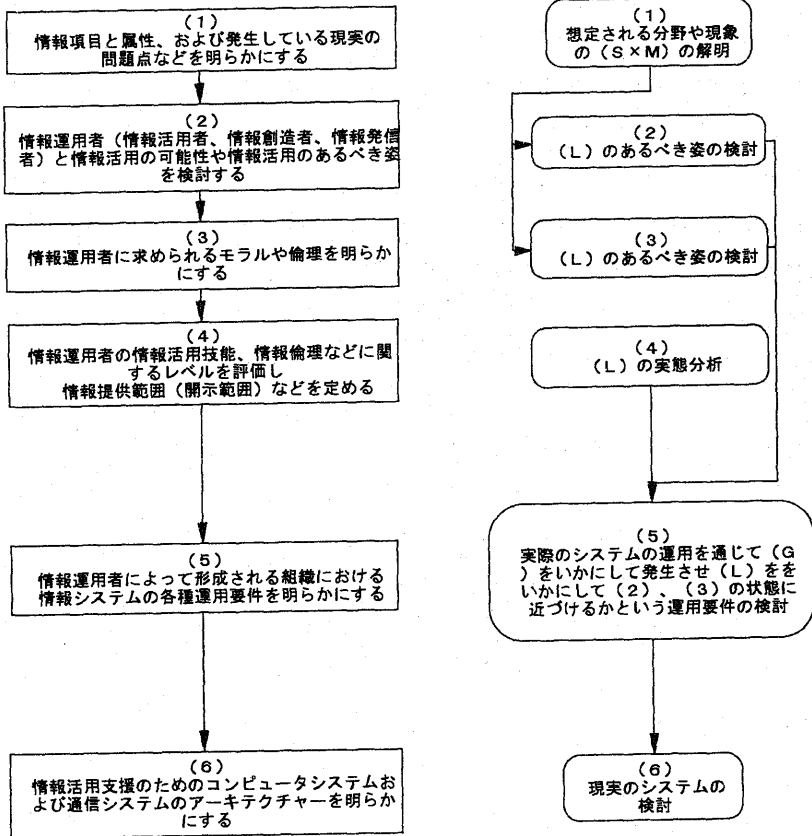 (1)
情報項目と属性、および発生している現実の
問題点などを明らかにする
(2)
情報運用者(情報活用者、情報創造者、情報発信
者)と情報活用の可能性や情報活用のあるべき姿
を検討する
(3)
情報運用者に求められるモラルや倫理を明らか
にする
(4)
情報運用者の情報活用技能、情報倫理などに関
するレベルを評価し
情報提供範囲(開示範囲)などを定める
(5)
情報運用者によって形成される組織における
情報システムの各種運用要件を明らかにする
(6)
情報活用支援のためのコンピュータシステムお
よび通信システムのアーキテクチャーを明らか
にする
(1)
想定される分野や現象
の(S×M)の解明
(2)
(L)のあるべき姿の検討
(3)
(L)のあるべき姿の検討
(4)
(L)の実態分析
(5)
実際のシステムの運用を通じて(G
)をいかにして発生させ(L)をを
いかにして(2)、(3)の状態に
近づけるかという運用要件の検討
(6)
現実のシステムの
検討